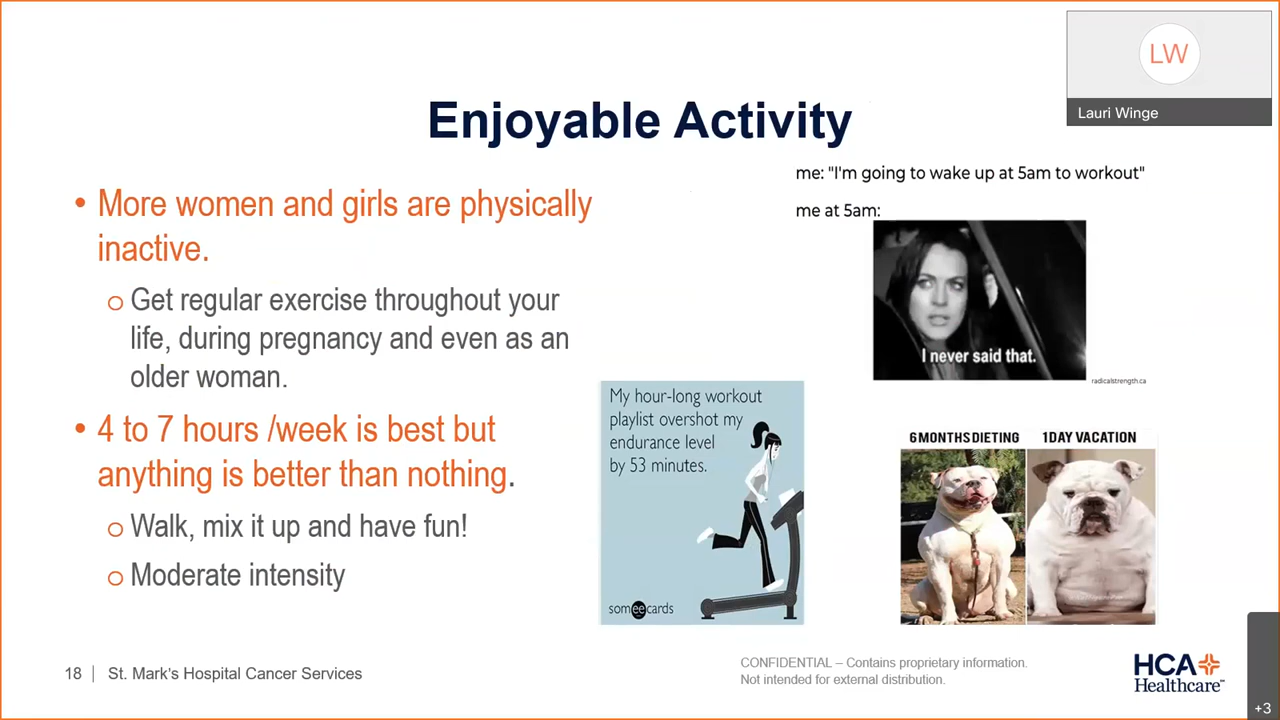 LW
Lauri Winge
Enjoyable Activity
• More women and girls are physically
inactive.
o Get regular exercise throughout your
life, during pregnancy and even as an
older woman.
• 4 to 7 hours /week is best but
anything is better than nothing.
o Walk, mix it up and have fun!
o Moderate intensity
me: "I'm going to wake up at 5am to workout"
me at 5am:
I never said that.
radicalstrength.ca
My hour-long workout
playlist overshot my
endurance level
by 53 minutes.
someecards
6 MONTHS DIETING
1 DAY VACATION
18 | St. Mark's Hospital Cancer Services
CONFIDENTIAL – Contains proprietary information.
Not intended for external distribution.
HCA
Healthcare™
+3